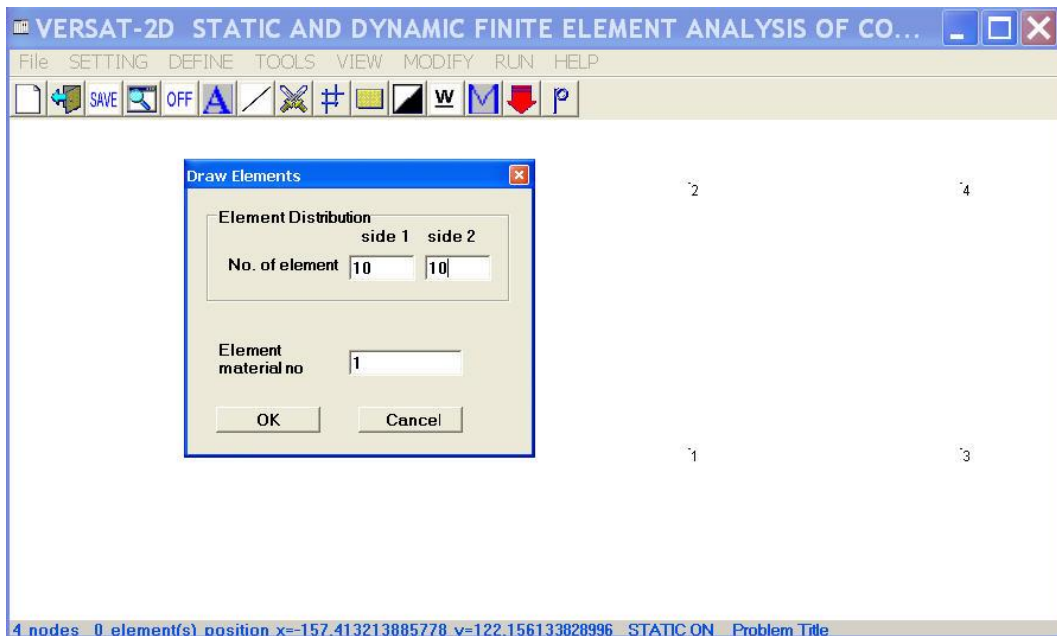 VERSAT-2D STATIC AND DYNAMIC FINITE ELEMENT ANALYSIS OF CO...
File SETTING DEFINE TOOLS VIEW MODIFY RUN HELP
SAVE OFF A W M P
Draw Elements
2 4
Element Distribution
side 1 side 2
No. of element 10 10
Element
material no 1
OK Cancel
1 3
4 nodes 0 element(s) position x=-157.413213885778 y=122.156133828996 STATIC ON Problem Title